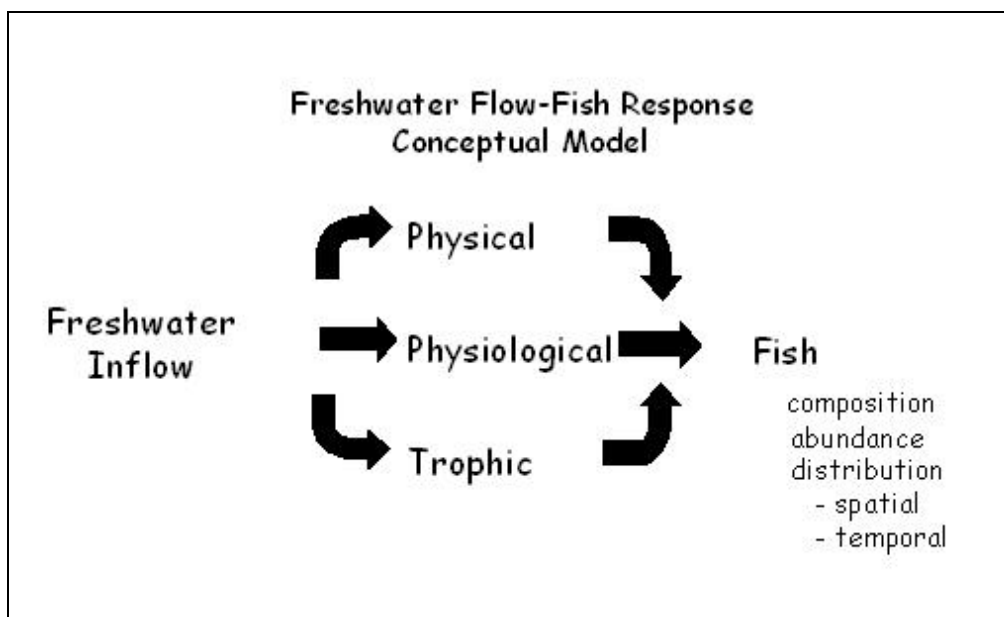 Freshwater Flow-Fish Response
Conceptual Model
Physical
Freshwater
Inflow
Physiological
Trophic
Fish
composition
abundance
distribution
- spatial
- temporal